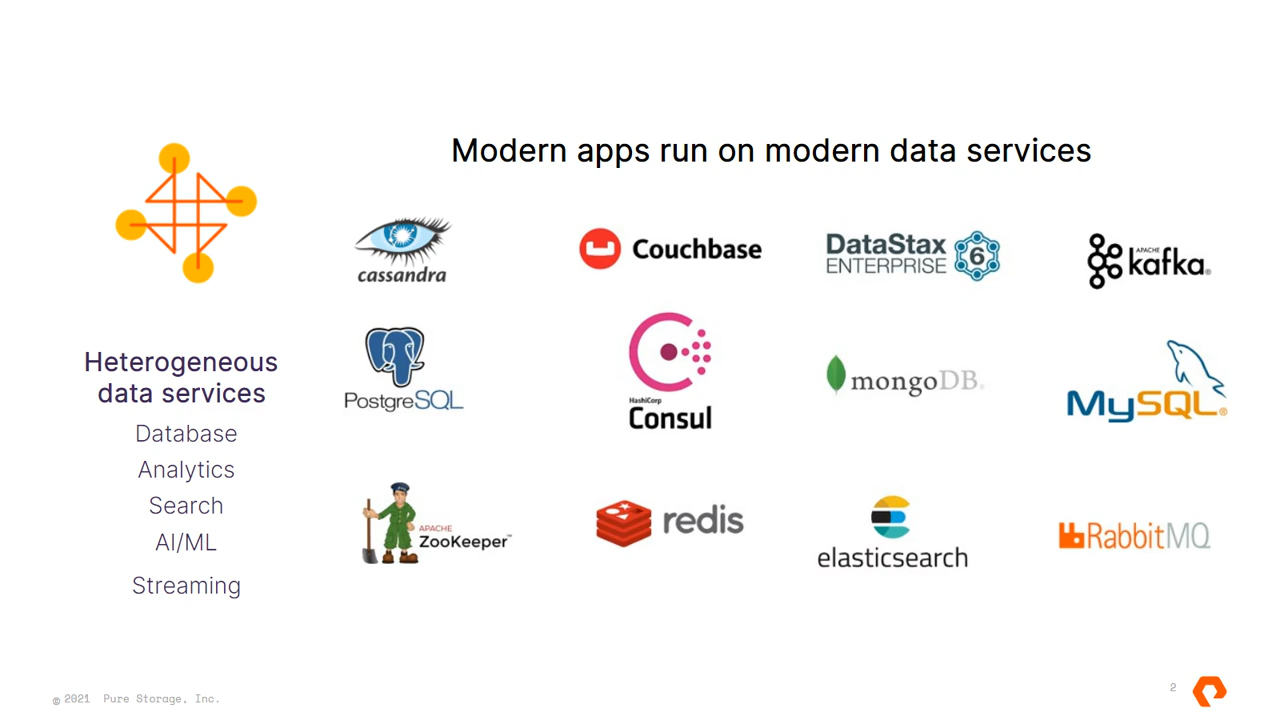 Modern apps run on modern data services
Heterogeneous
data services
Database
Analytics
Search
AI/ML
Streaming
cassandra
Couchbase
DataStax
ENTERPRISE
6
APACHE
kafka®
PostgreSQL
HashiCorp
Consul
mongoDB®
MySQL®
APACHE
ZooKeeper™
redis
elasticsearch
RabbitMQ
© 2021 Pure Storage, Inc.
2